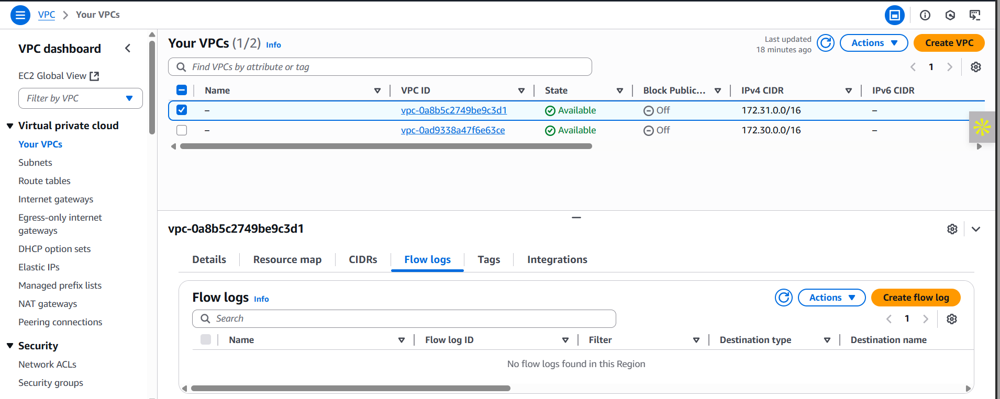 VPC > Your VPCs
VPC dashboard
EC2 Global View
Filter by VPC
Virtual private cloud
Your VPCs
Subnets
Route tables
Internet gateways
Egress-only internet
gateways
DHCP option sets
Elastic IPs
Managed prefix lists
NAT gateways
Peering connections
Security
Network ACLs
Security groups
Your VPCs (1/2) Info
Last updated
18 minutes ago
Actions
Create VPC
Find VPCs by attribute or tag
1
Name VPC ID State Block Public... IPv4 CIDR IPv6 CIDR
– vpc-0a8b5c2749be9c3d1 Available Off 172.31.0.0/16 –
– vpc-0ad9338a47f6e63ce Available Off 172.30.0.0/16 –
vpc-0a8b5c2749be9c3d1
Details Resource map CIDRs Flow logs Tags Integrations
Flow logs Info
Actions
Create flow log
Search
1
Name Flow log ID Filter Destination type Destination name
No flow logs found in this Region